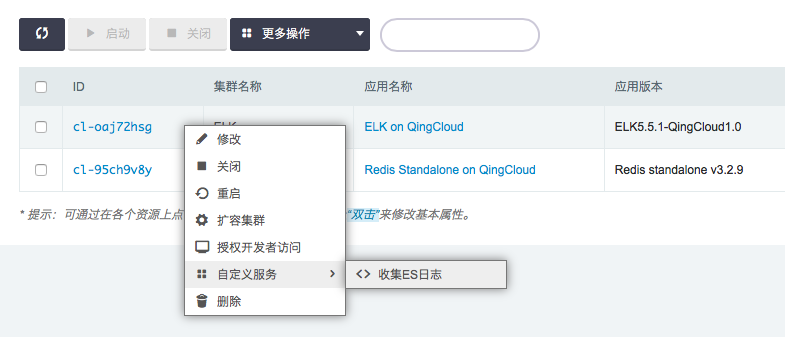 启动 关闭 更多操作
ID 集群名称 应用名称 应用版本
cl-oaj72hsg ELK ELK on QingCloud ELK5.5.1-QingCloud1.0
修改
关闭
cl-95ch9v8y Redis Standalone on QingCloud Redis standalone v3.2.9
重启
* 提示：可通过在各个资源上点 “双击”来修改基本属性。
扩容集群
授权开发者访问
自定义服务 收集ES日志
删除